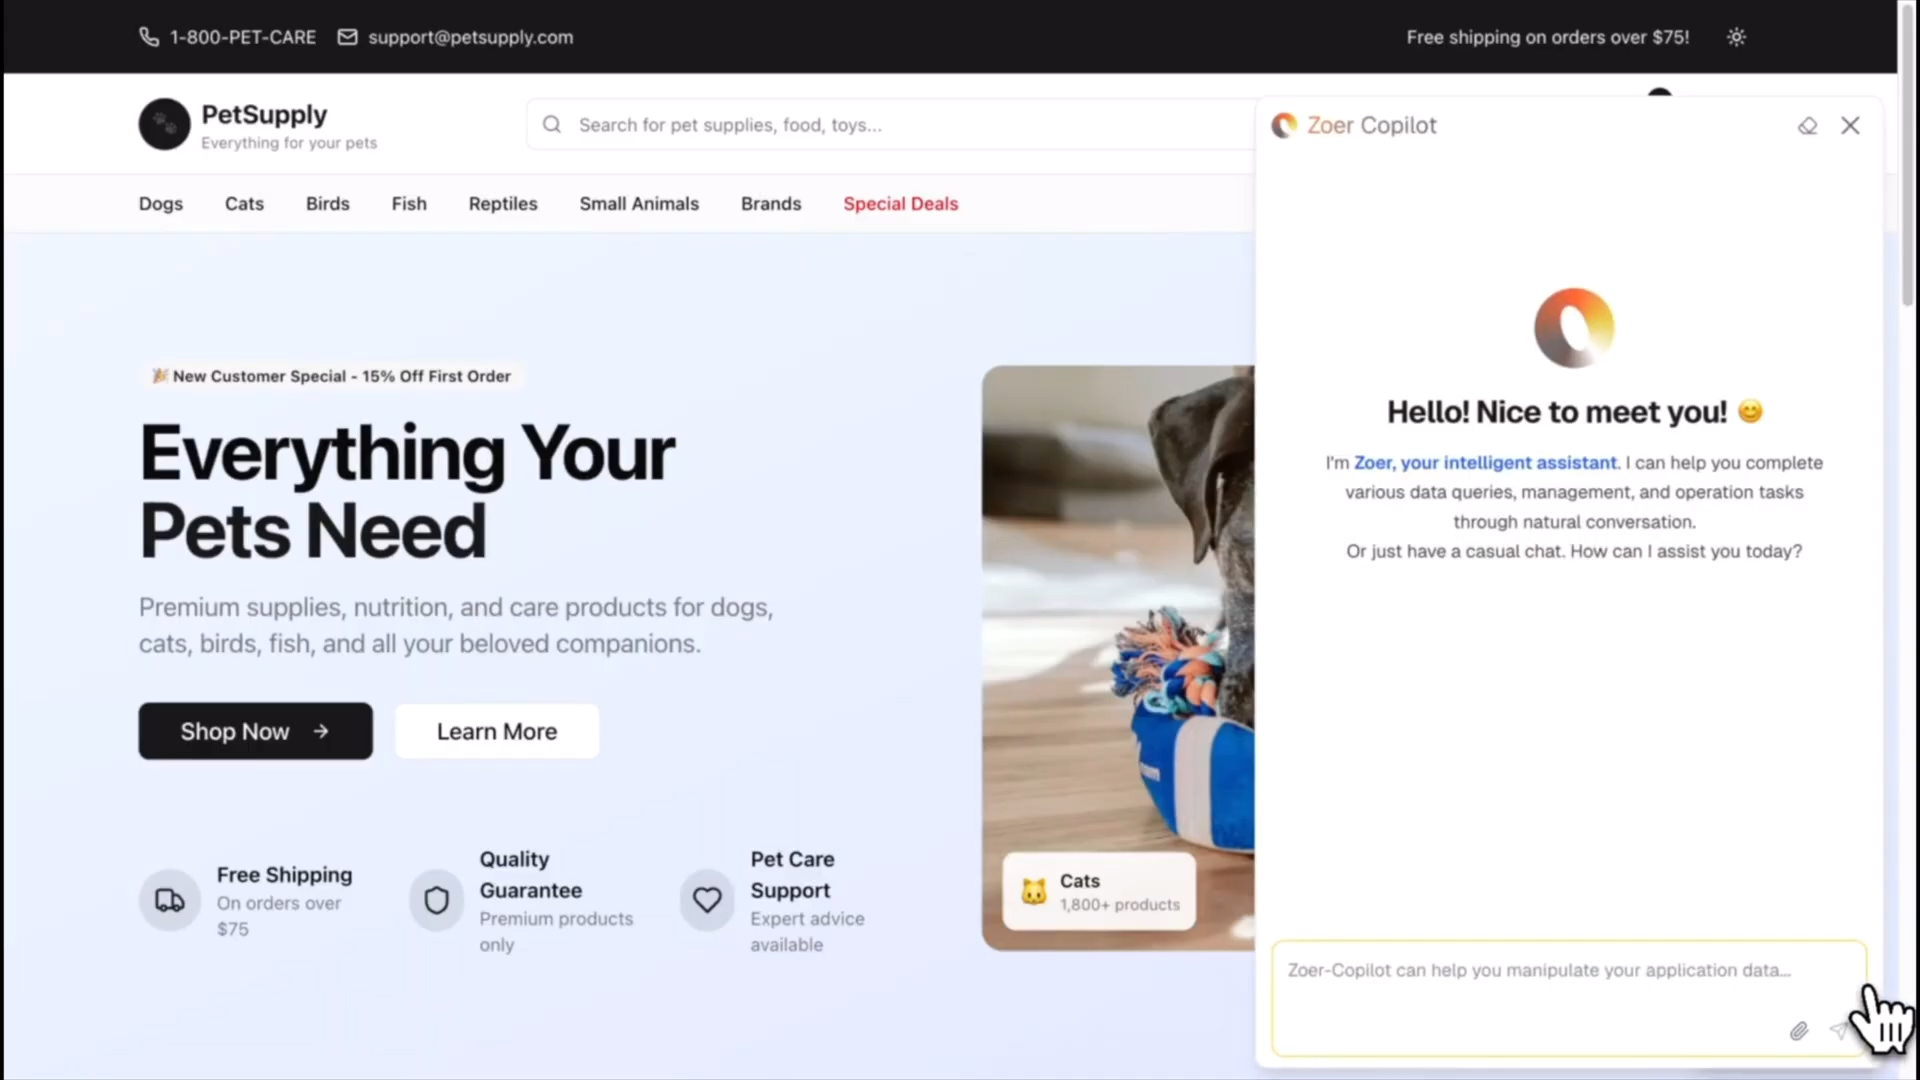 1-800-PET-CARE support@petsupply.com Free shipping on orders over $75!
PetSupply
Everything for your pets
Search for pet supplies, food, toys...
Dogs Cats Birds Fish Reptiles Small Animals Brands Special Deals
🎉 New Customer Special - 15% Off First Order
Everything Your
Pets Need
Premium supplies, nutrition, and care products for dogs,
cats, birds, fish, and all your beloved companions.
Shop Now → Learn More
Free Shipping
On orders over
$75
Quality
Guarantee
Premium products
only
Pet Care
Support
Expert advice
available
Cats
1,800+ products
Zoer Copilot
Hello! Nice to meet you! 😊
I'm Zoer, your intelligent assistant. I can help you complete
various data queries, management, and operation tasks
through natural conversation.
Or just have a casual chat. How can I assist you today?
Zoer-Copilot can help you manipulate your application data...